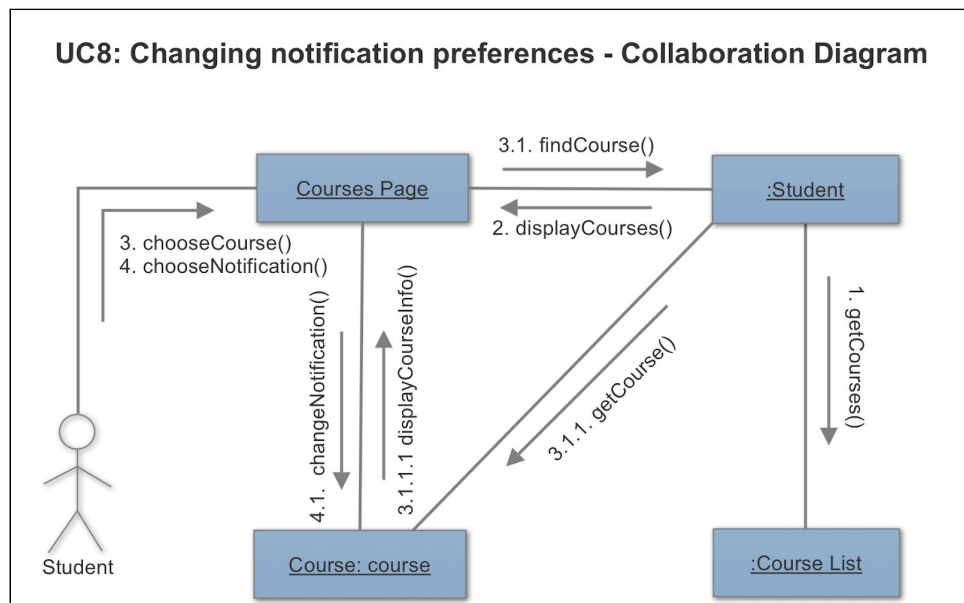 UC8: Changing notification preferences - Collaboration Diagram
3.1. findCourse()
Courses Page
:Student
2. displayCourses()
3. chooseCourse()
4. chooseNotification()
4.1. changeNotification()
3.1.1.1 displayCourseInfo()
3.1.1. getCourse()
1. getCourses()
Student
Course: course
:Course List